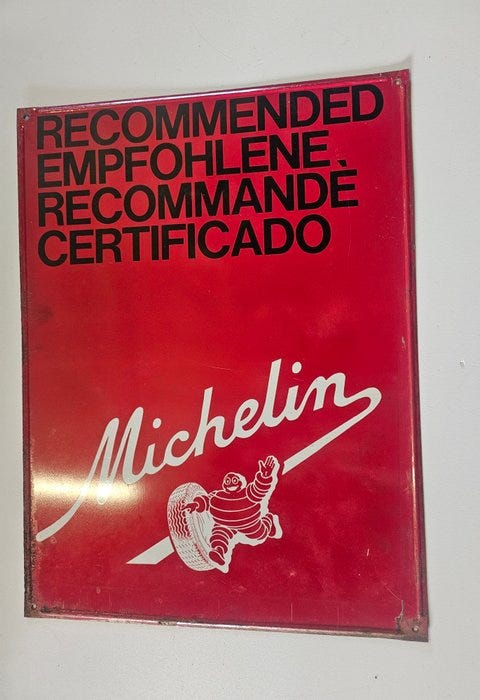 RECOMMENDED
EMPFOHLENE
RECOMMANDÈ
CERTIFICADO
Michelin